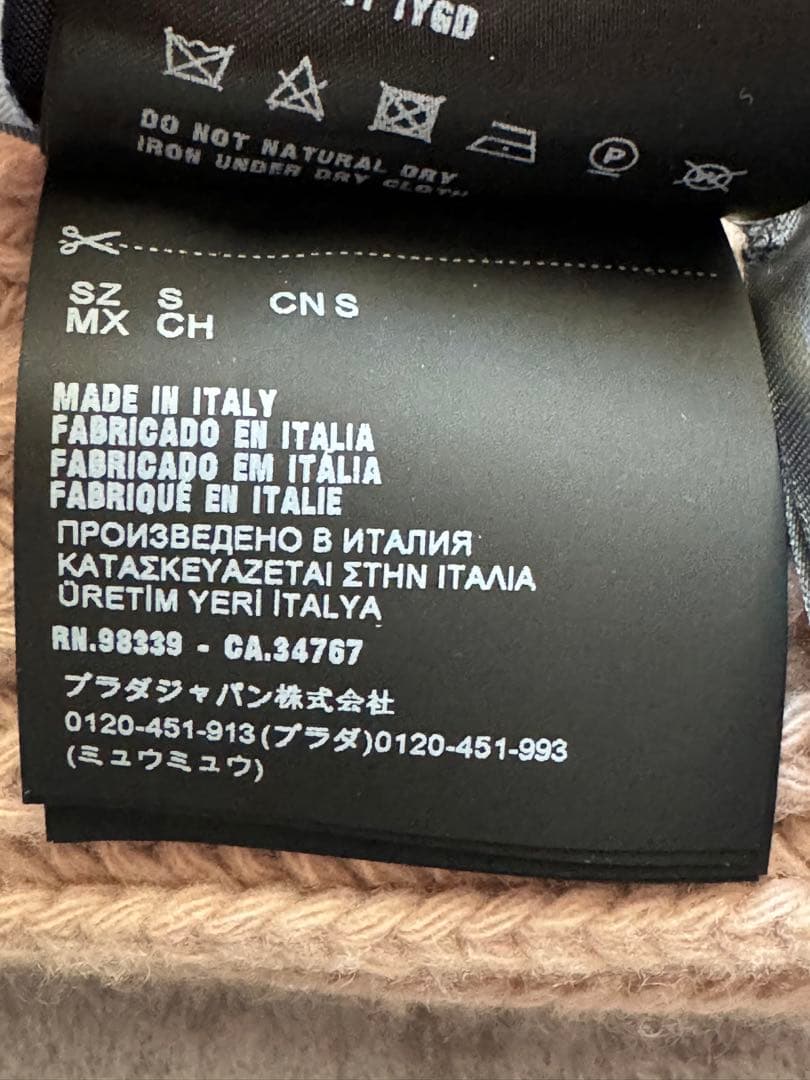 IYGD
DO NOT NATURAL DRY
IRON UNDER DRY CLOTH
SZ S CN S
MX CH
MADE IN ITALY
FABRICADO EN ITALIA
FABRICADO EM ITÁLIA
FABRIQUÉ EN ITALIE
ПРОИЗВЕДЕНО В ИТАЛИЯ
ΚΑΤΑΣΚΕΥΑΖΕΤΑΙ ΣΤΗΝ ΙΤΑΛΙΑ
ÜRETİM YERİ İTALYA
RN.98339 - CA.34767
プラダジャパン株式会社
0120-451-913(プラダ)0120-451-993
(ミュウミュウ)